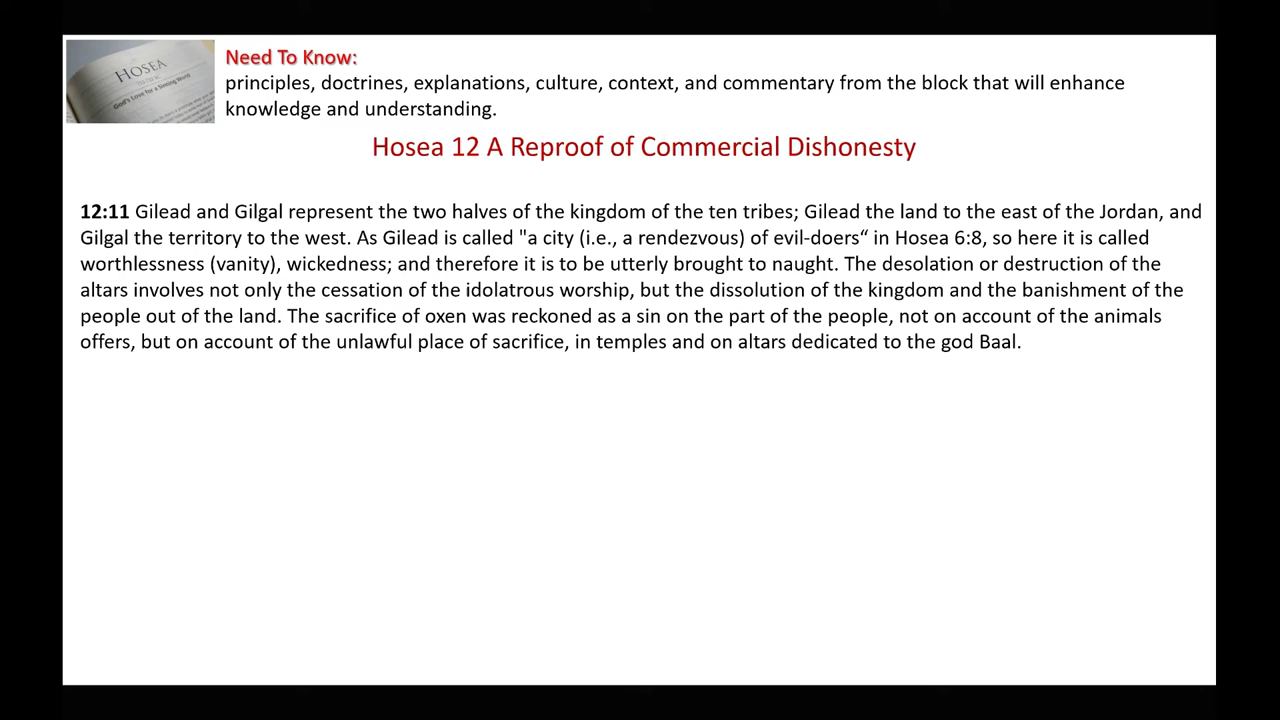 HOSEA
God's Love for a Sinning World
Need To Know:
principles, doctrines, explanations, culture, context, and commentary from the block that will enhance
knowledge and understanding.
Hosea 12 A Reproof of Commercial Dishonesty
12:11 Gilead and Gilgal represent the two halves of the kingdom of the ten tribes; Gilead the land to the east of the Jordan, and
Gilgal the territory to the west. As Gilead is called "a city (i.e., a rendezvous) of evil-doers“ in Hosea 6:8, so here it is called
worthlessness (vanity), wickedness; and therefore it is to be utterly brought to naught. The desolation or destruction of the
altars involves not only the cessation of the idolatrous worship, but the dissolution of the kingdom and the banishment of the
people out of the land. The sacrifice of oxen was reckoned as a sin on the part of the people, not on account of the animals
offers, but on account of the unlawful place of sacrifice, in temples and on altars dedicated to the god Baal.